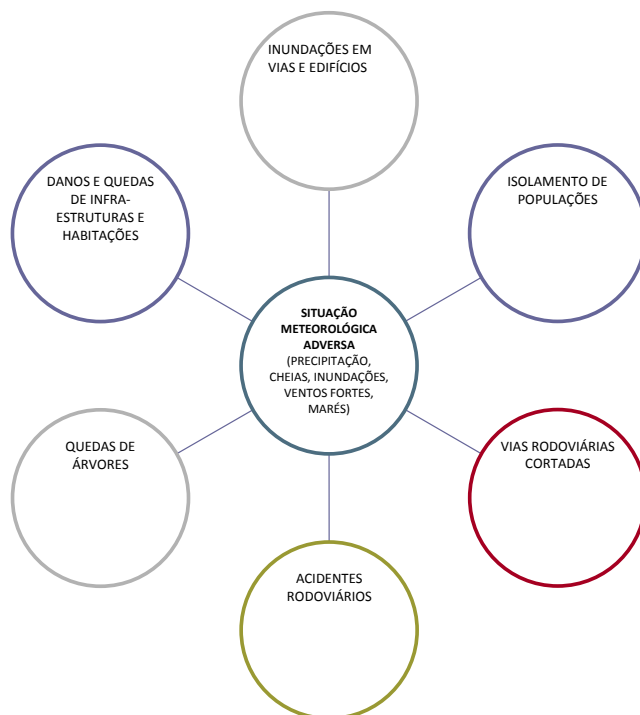 INUNDAÇÕES EM
VIAS E EDIFÍCIOS
DANOS E QUEDAS
DE INFRA-
ESTRUTURAS E
HABITAÇÕES
ISOLAMENTO DE
POPULAÇÕES
SITUAÇÃO
METEOROLÓGICA
ADVERSA
(PRECIPITAÇÃO,
CHEIAS, INUNDAÇÕES,
VENTOS FORTES,
MARÉS)
QUEDAS DE
ÁRVORES
VIAS RODOVIÁRIAS
CORTADAS
ACIDENTES
RODOVIÁRIOS